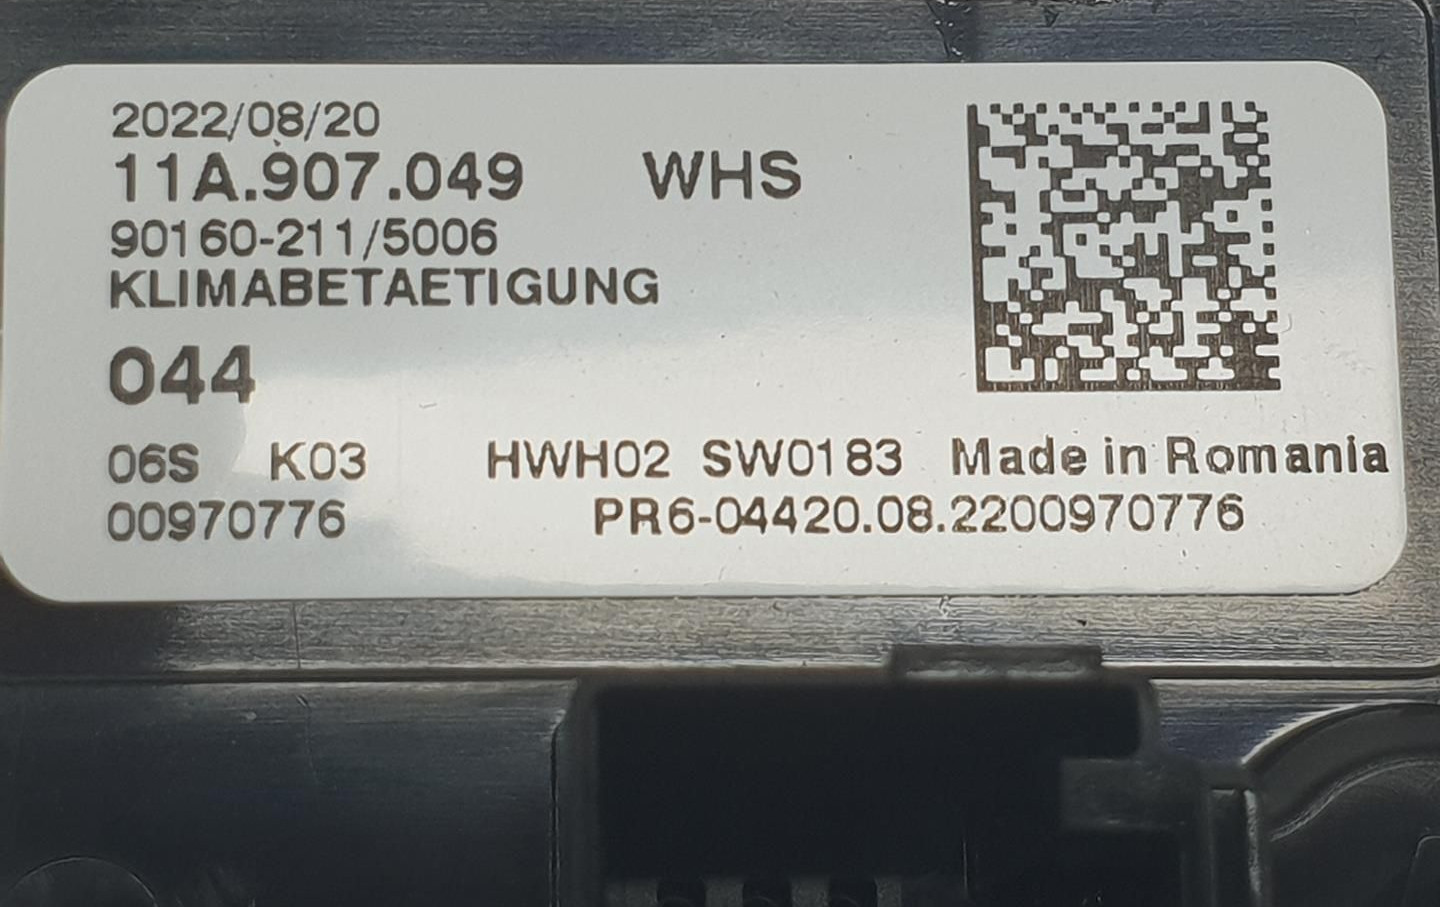 2022/08/20
11A.907.049 WHS
90160-211/5006
KLIMABETAETIGUNG
044
06S K03 HWH02 SW0183 Made in Romania
00970776 PR6-04420.08.2200970776